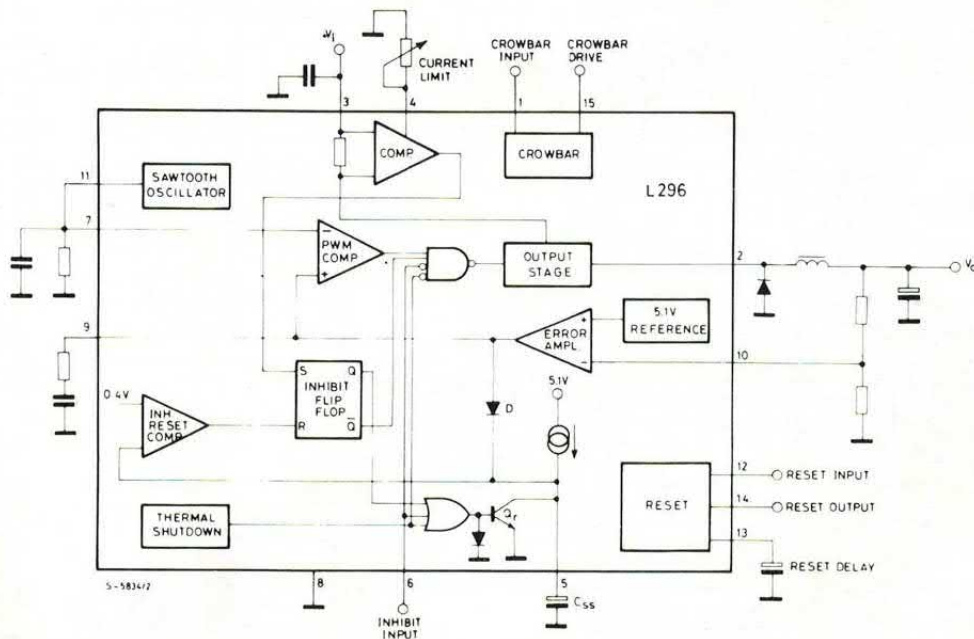 Vi
CURRENT
LIMIT
CROWBAR
INPUT
CROWBAR
DRIVE
3
4
1
15
COMP
CROWBAR
L296
11
SAWTOOTH
OSCILLATOR
7
-
PWM
COMP
+
OUTPUT
STAGE
2
9
ERROR
AMPL.
+
-
5.1V
REFERENCE
10
0.4V
INH
RESET
COMP
S
Q
INHIBIT
FLIP
FLOP
R
Q
D
5.1V
12
RESET INPUT
RESET
14
RESET OUTPUT
13
THERMAL
SHUTDOWN
Qr
RESET DELAY
S-5834/2
8
6
5
Css
INHIBIT
INPUT